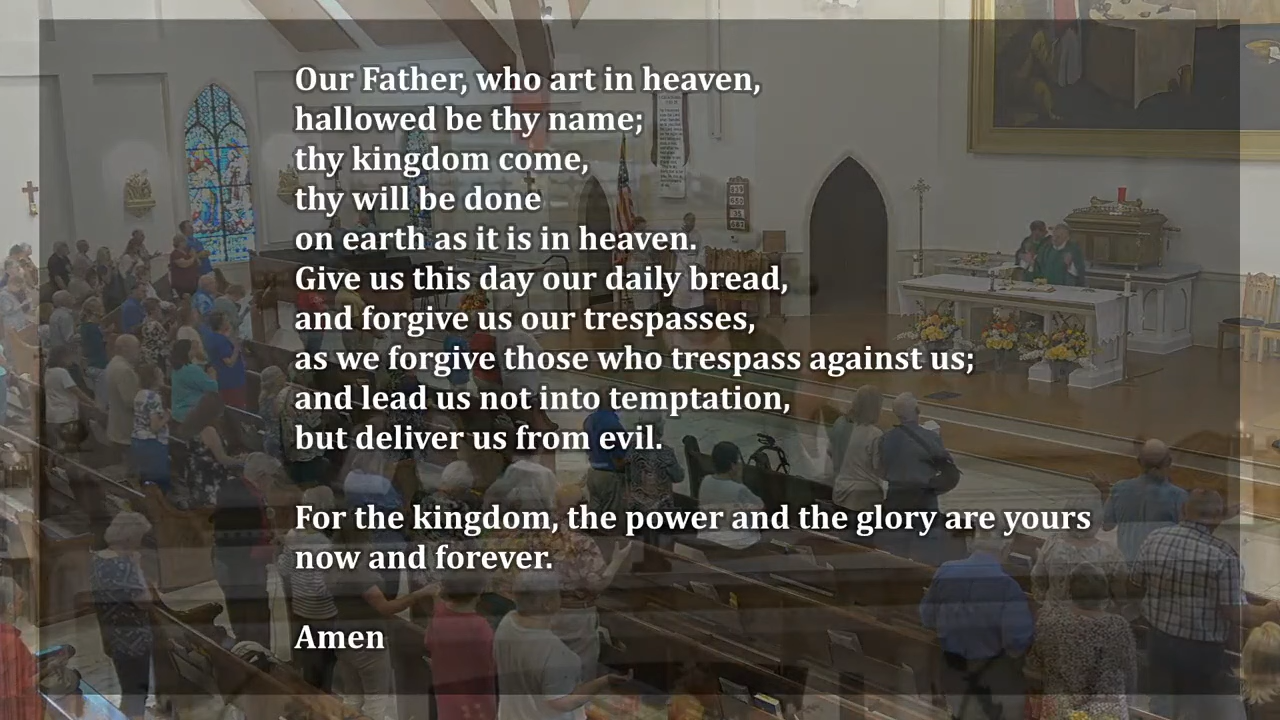 Our Father, who art in heaven,
hallowed be thy name;
thy kingdom come,
thy will be done
on earth as it is in heaven.
Give us this day our daily bread,
and forgive us our trespasses,
as we forgive those who trespass against us;
and lead us not into temptation,
but deliver us from evil.
For the kingdom, the power and the glory are yours
now and forever.
Amen